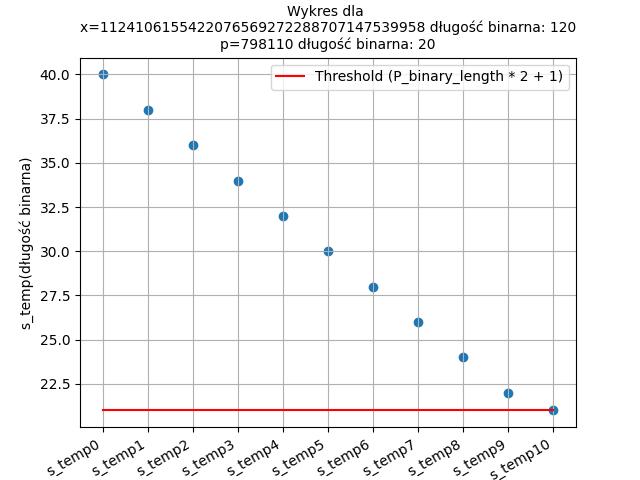 Wykres dla
x=1124106155422076569272288707147539958 długość binarna: 120
p=798110 długość binarna: 20
Threshold (P_binary_length * 2 + 1)
40.0
37.5
35.0
32.5
30.0
27.5
25.0
22.5
s_temp(długość binarna)
s_temp0
s_temp1
s_temp2
s_temp3
s_temp4
s_temp5
s_temp6
s_temp7
s_temp8
s_temp9
s_temp10